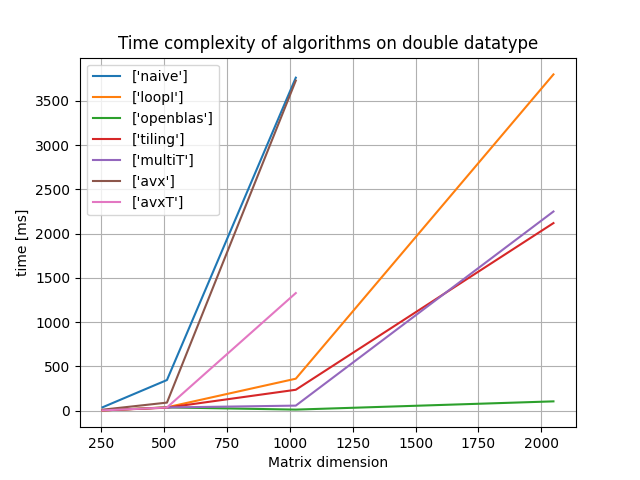 Time complexity of algorithms on double datatype
['naive']
['loopI']
['openblas']
['tiling']
['multiT']
['avx']
['avxT']
3500
3000
2500
2000
1500
1000
500
0
time [ms]
250 500 750 1000 1250 1500 1750 2000
Matrix dimension